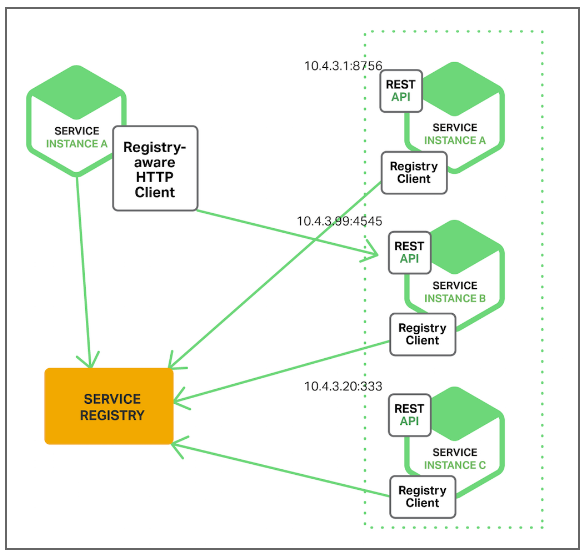 SERVICE
INSTANCE A
Registry-
aware
HTTP
Client
SERVICE
REGISTRY
10.4.3.1:8756
REST
API
SERVICE
INSTANCE A
Registry
Client
10.4.3.99:4545
REST
API
SERVICE
INSTANCE B
Registry
Client
10.4.3.20:333
REST
API
SERVICE
INSTANCE C
Registry
Client